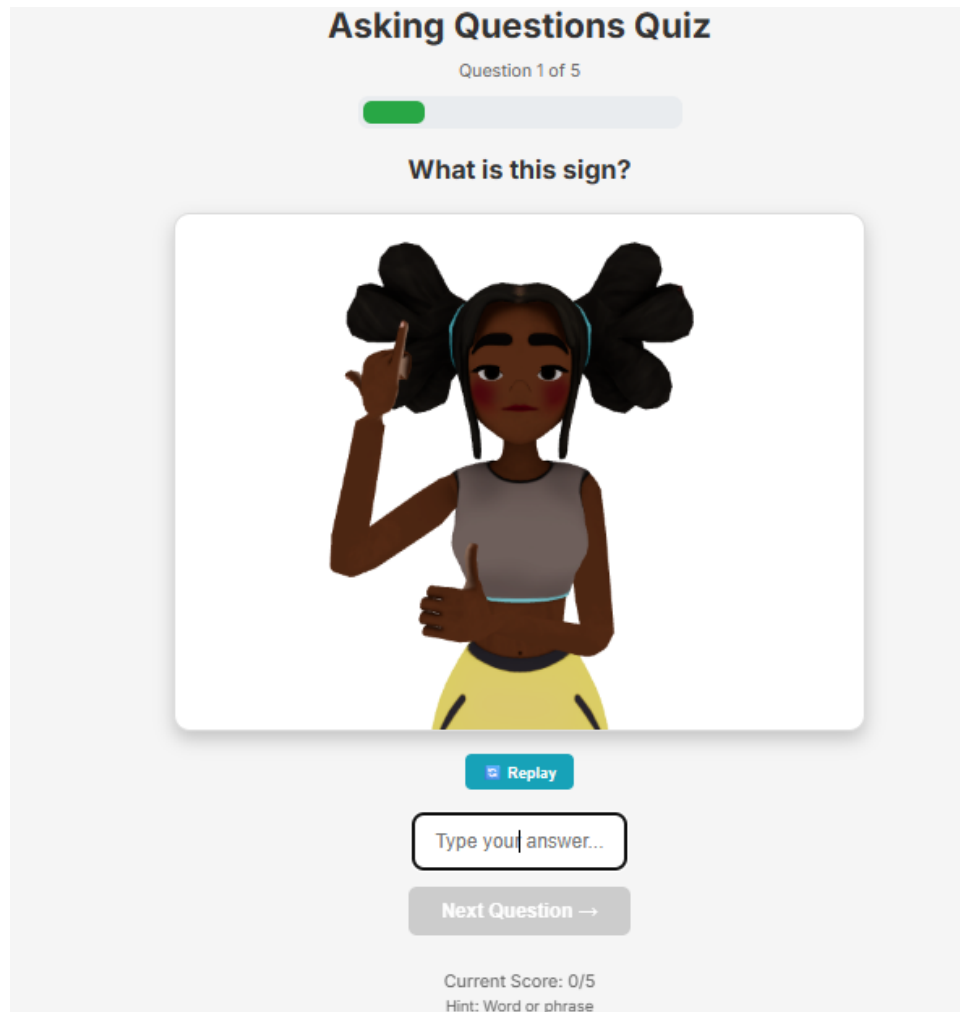 Asking Questions Quiz
Question 1 of 5
What is this sign?
Replay
Type your answer...
Next Question →
Current Score: 0/5
Hint: Word or phrase